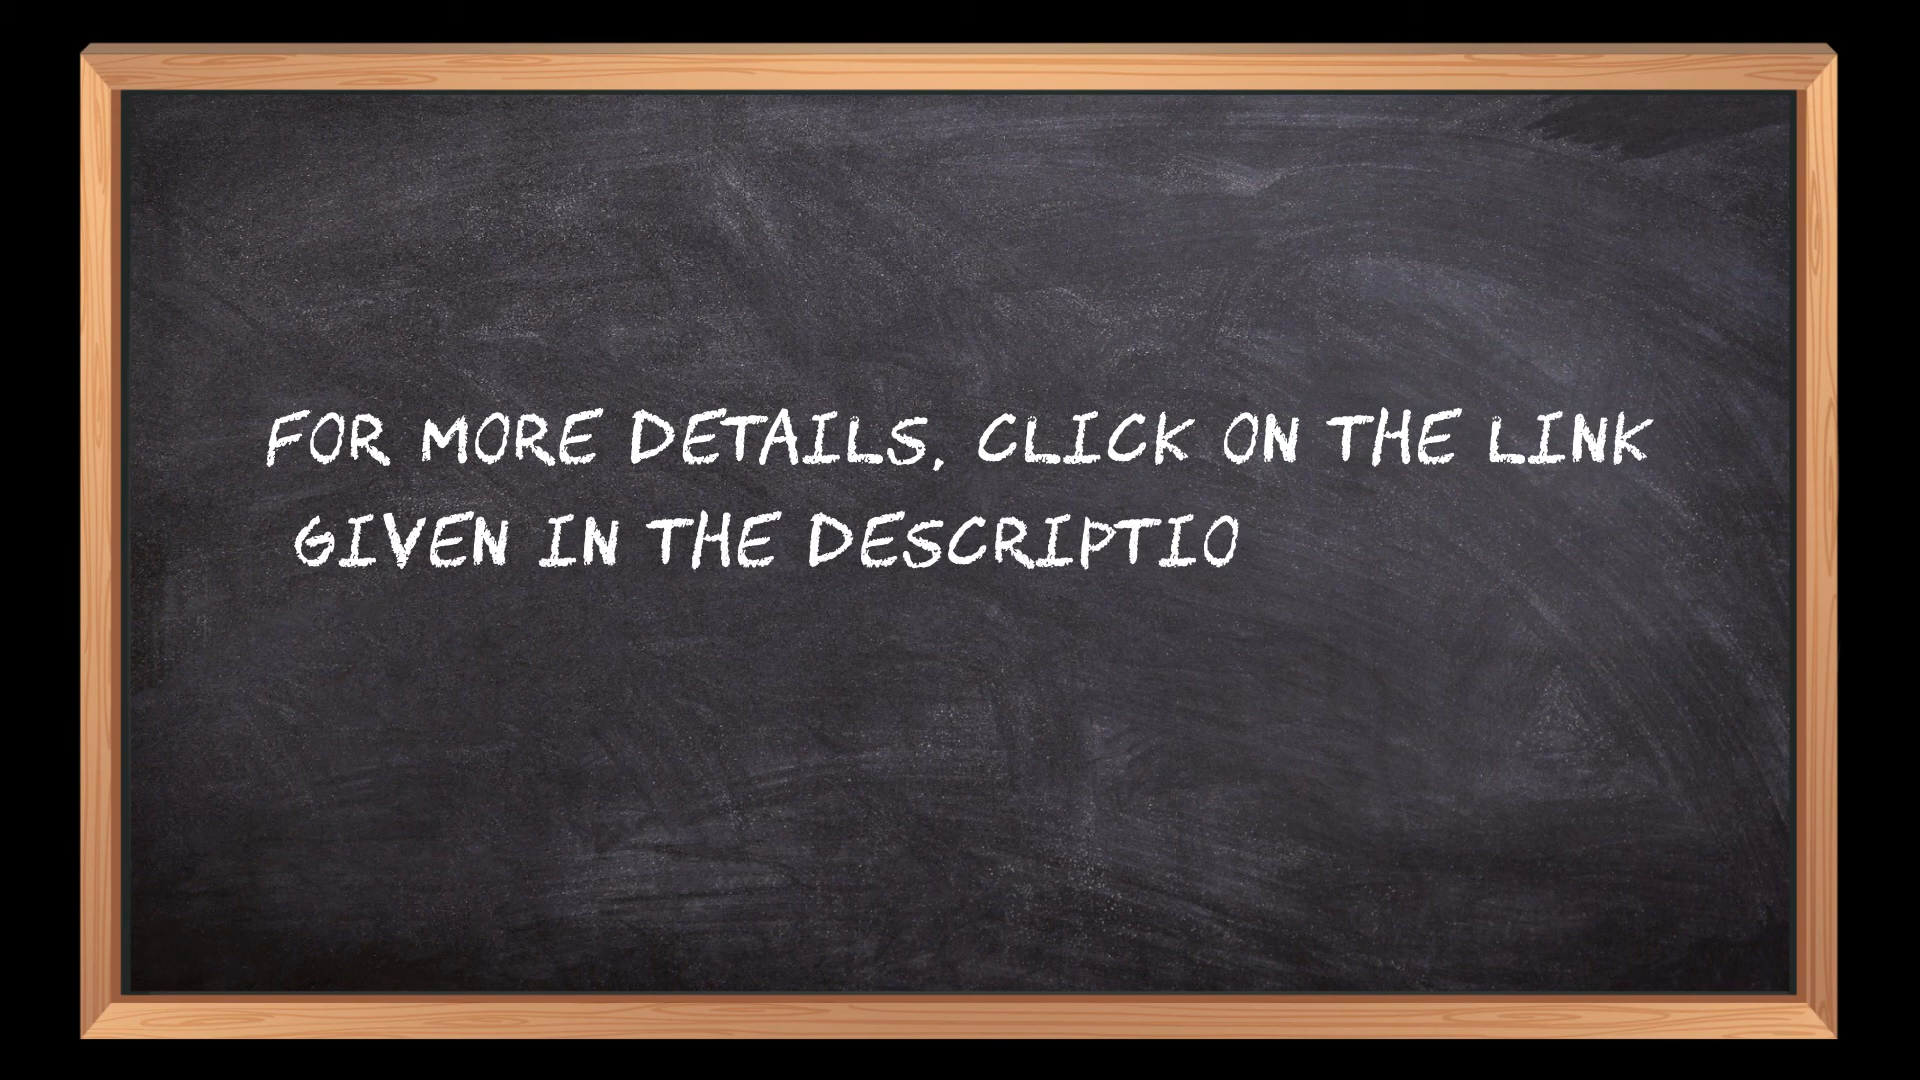 FOR MORE DETAILS, CLICK ON THE LINK
GIVEN IN THE DESCRIPTIO